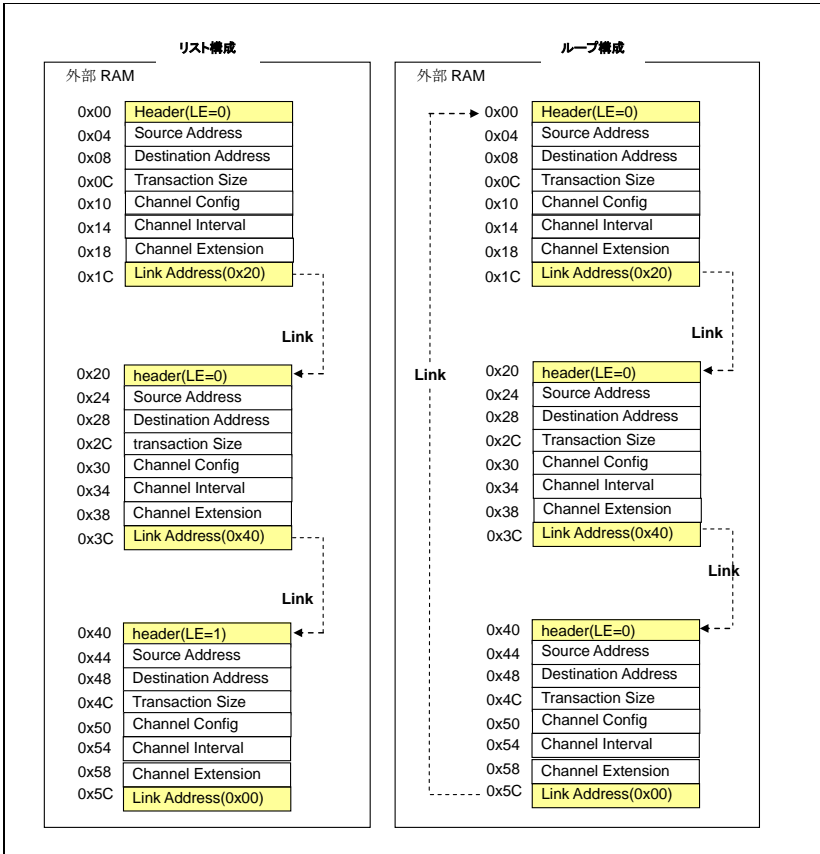 リスト構成
外部 RAM
0x00 Header(LE=0)
0x04 Source Address
0x08 Destination Address
0x0C Transaction Size
0x10 Channel Config
0x14 Channel Interval
0x18 Channel Extension
0x1C Link Address(0x20)
Link
0x20 header(LE=0)
0x24 Source Address
0x28 Destination Address
0x2C transaction Size
0x30 Channel Config
0x34 Channel Interval
0x38 Channel Extension
0x3C Link Address(0x40)
Link
0x40 header(LE=1)
0x44 Source Address
0x48 Destination Address
0x4C Transaction Size
0x50 Channel Config
0x54 Channel Interval
0x58 Channel Extension
0x5C Link Address(0x00)
ループ構成
外部 RAM
0x00 Header(LE=0)
0x04 Source Address
0x08 Destination Address
0x0C Transaction Size
0x10 Channel Config
0x14 Channel Interval
0x18 Channel Extension
0x1C Link Address(0x20)
Link
Link
0x20 header(LE=0)
0x24 Source Address
0x28 Destination Address
0x2C Transaction Size
0x30 Channel Config
0x34 Channel Interval
0x38 Channel Extension
0x3C Link Address(0x40)
Link
0x40 header(LE=0)
0x44 Source Address
0x48 Destination Address
0x4C Transaction Size
0x50 Channel Config
0x54 Channel Interval
0x58 Channel Extension
0x5C Link Address(0x00)